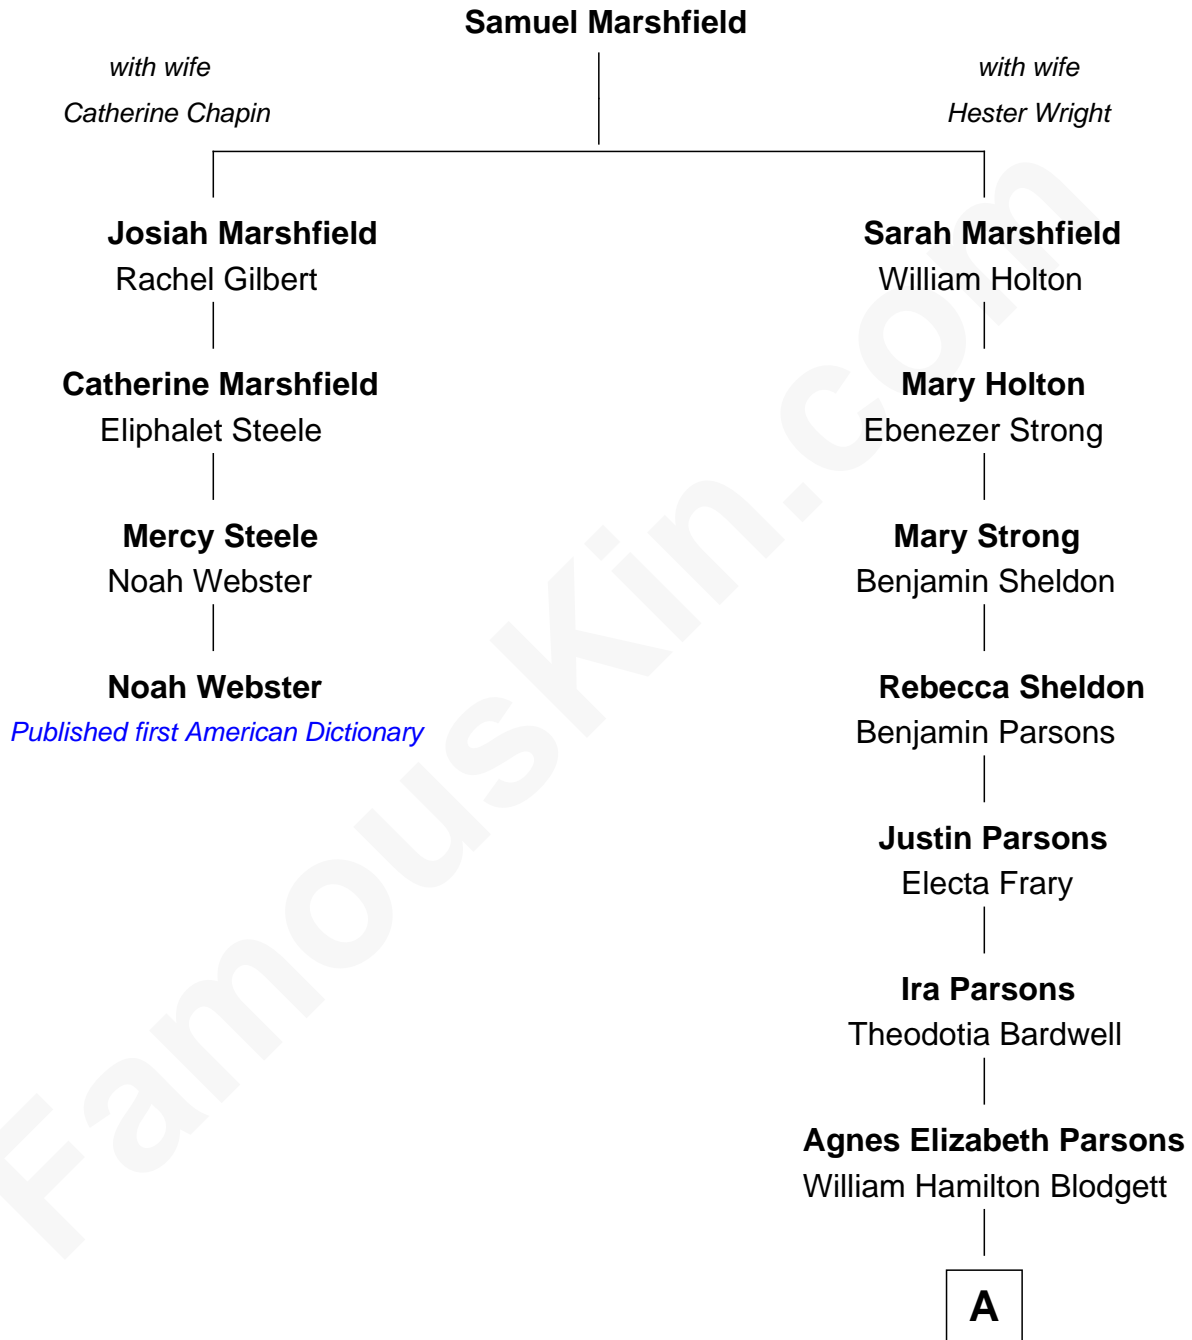 Samuel Marshfield
with wife
Catherine Chapin
with wife
Hester Wright
Josiah Marshfield
Rachel Gilbert
Catherine Marshfield
Eliphalet Steele
Mercy Steele
Noah Webster
Noah Webster
Published first American Dictionary
Sarah Marshfield
William Holton
Mary Holton
Ebenezer Strong
Mary Strong
Benjamin Sheldon
Rebecca Sheldon
Benjamin Parsons
Justin Parsons
Electa Frary
Ira Parsons
Theodotia Bardwell
Agnes Elizabeth Parsons
William Hamilton Blodgett
A
FamousKin.com